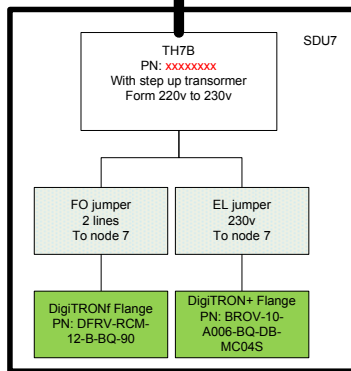 SDU7
TH7B
PN: xxxxxxxx
With step up transormer
Form 220v to 230v
FO jumper
2 lines
To node 7
EL jumper
230v
To node 7
DigiTRONf Flange
PN: DFRV-RCM-
12-B-BQ-90
DigiTRON+ Flange
PN: BROV-10-
A006-BQ-DB-
MC04S